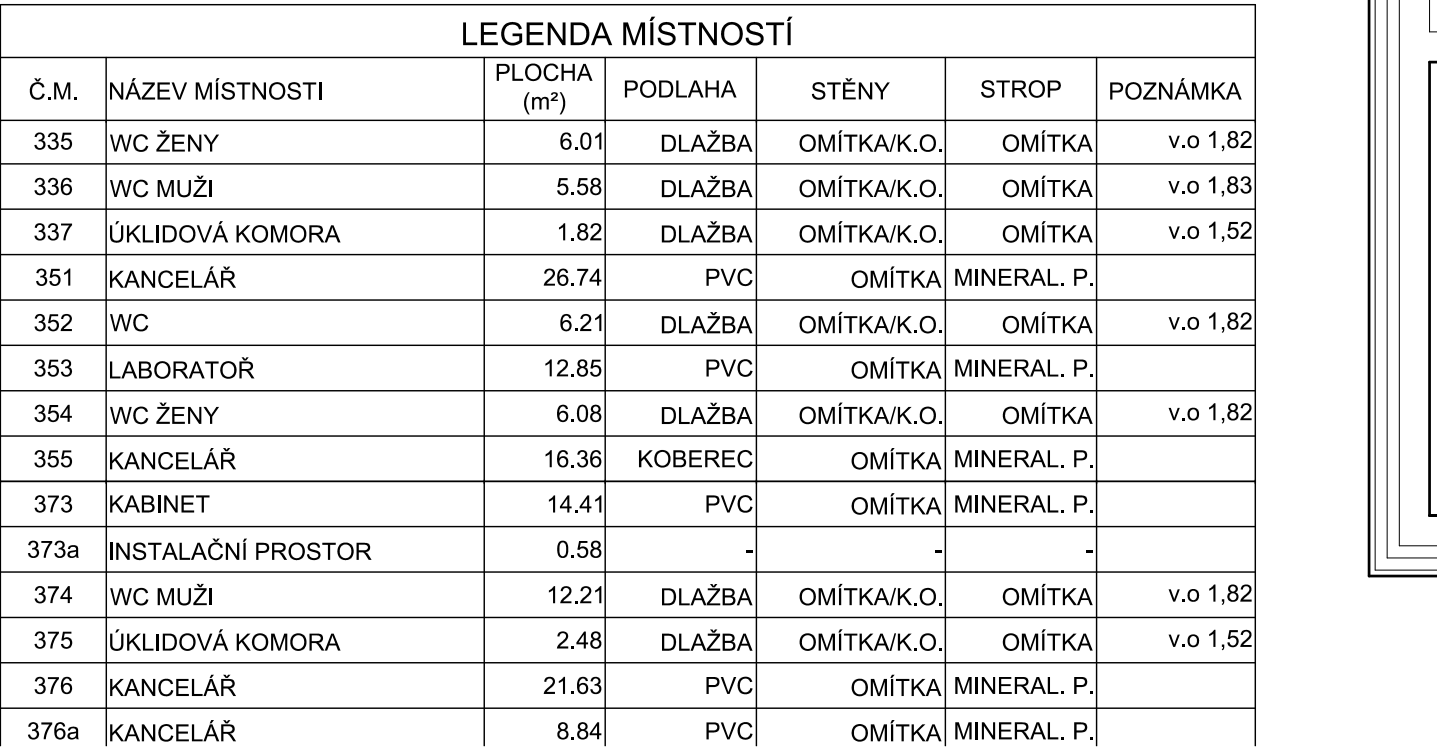 LEGENDA MÍSTNOSTÍ
Č.M. NÁZEV MÍSTNOSTI PLOCHA (m²) PODLAHA STĚNY STROP POZNÁMKA
335 WC ŽENY 6.01 DLAŽBA OMÍTKA/K.O. OMÍTKA v.o 1,82
336 WC MUŽI 5.58 DLAŽBA OMÍTKA/K.O. OMÍTKA v.o 1,83
337 ÚKLIDOVÁ KOMORA 1.82 DLAŽBA OMÍTKA/K.O. OMÍTKA v.o 1,52
351 KANCELÁŘ 26.74 PVC OMÍTKA MINERAL. P.
352 WC 6.21 DLAŽBA OMÍTKA/K.O. OMÍTKA v.o 1,82
353 LABORATOŘ 12.85 PVC OMÍTKA MINERAL. P.
354 WC ŽENY 6.08 DLAŽBA OMÍTKA/K.O. OMÍTKA v.o 1,82
355 KANCELÁŘ 16.36 KOBEREC OMÍTKA MINERAL. P.
373 KABINET 14.41 PVC OMÍTKA MINERAL. P.
373a INSTALAČNÍ PROSTOR 0.58 - - -
374 WC MUŽI 12.21 DLAŽBA OMÍTKA/K.O. OMÍTKA v.o 1,82
375 ÚKLIDOVÁ KOMORA 2.48 DLAŽBA OMÍTKA/K.O. OMÍTKA v.o 1,52
376 KANCELÁŘ 21.63 PVC OMÍTKA MINERAL. P.
376a KANCELÁŘ 8.84 PVC OMÍTKA MINERAL. P.